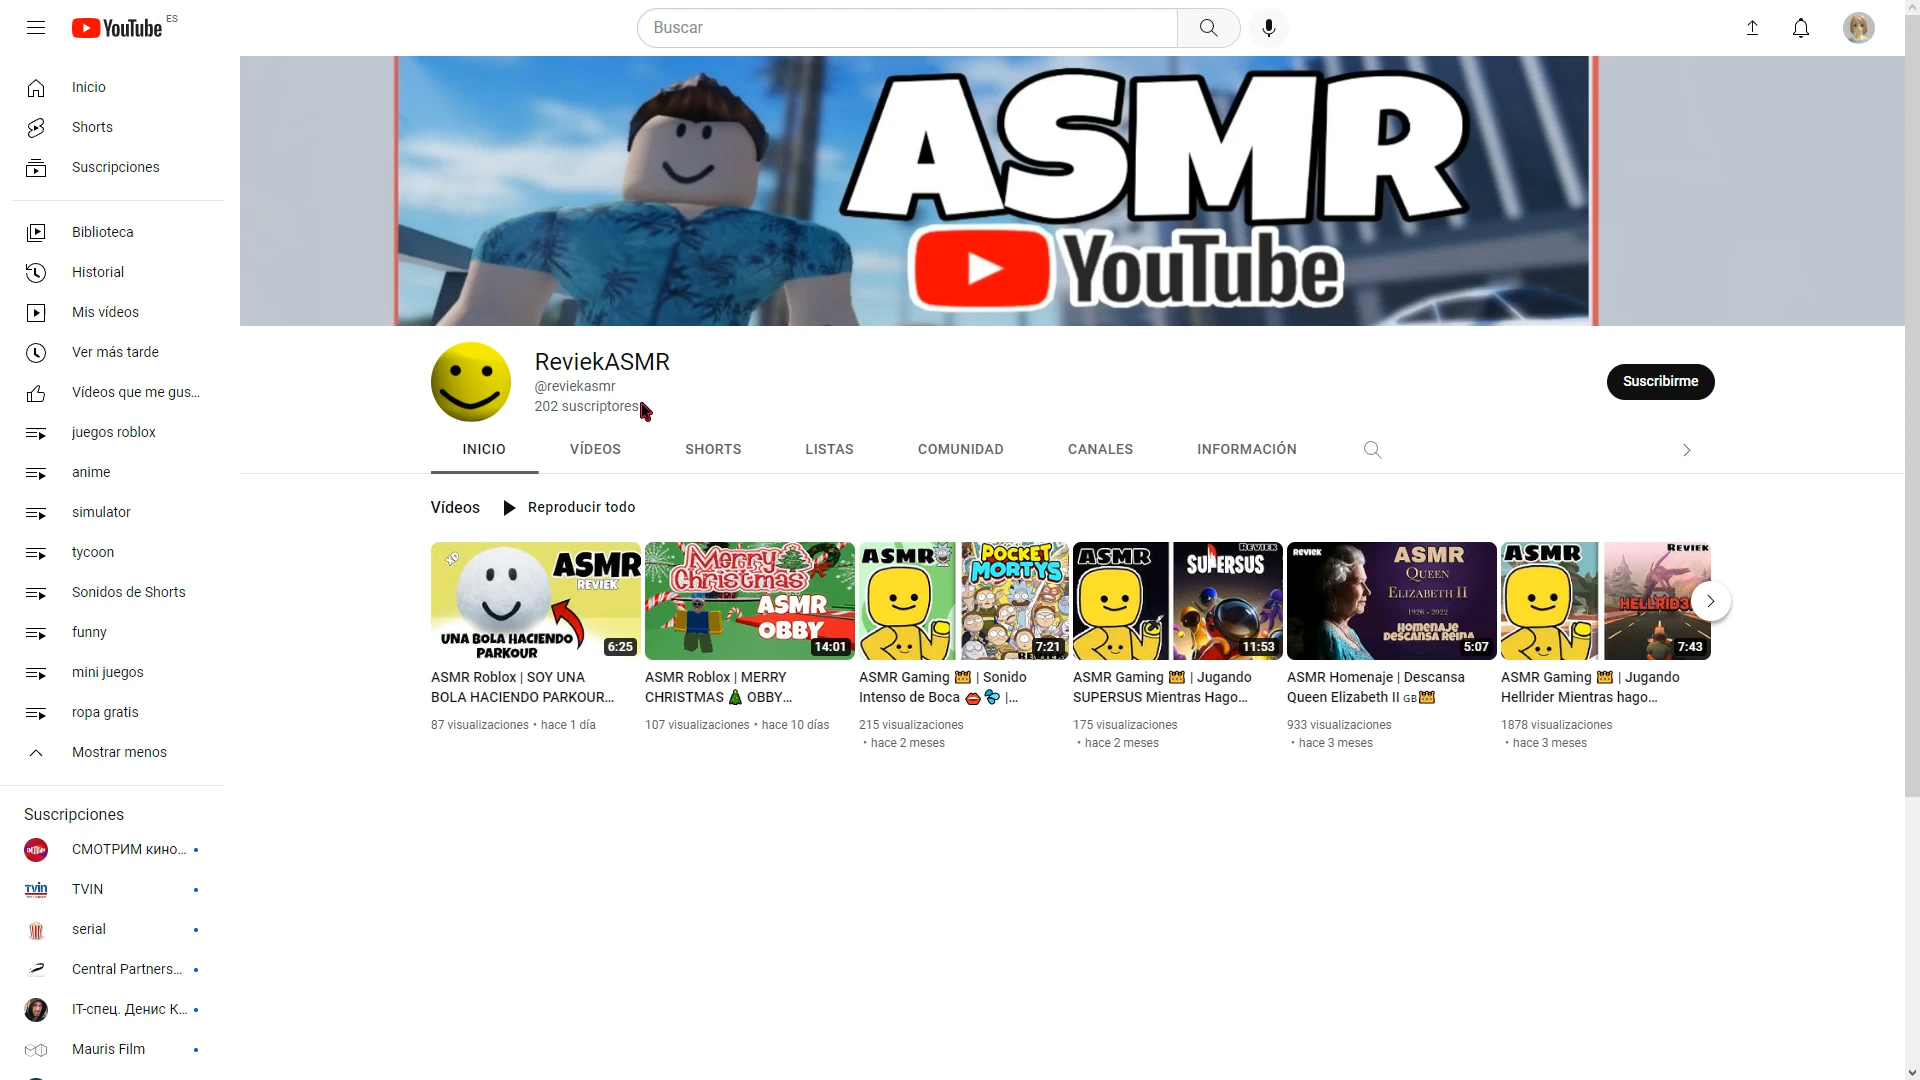 YouTube ES
Buscar
Inicio
Shorts
Suscripciones
Biblioteca
Historial
Mis vídeos
Ver más tarde
Vídeos que me gus...
juegos roblox
anime
simulator
tycoon
Sonidos de Shorts
funny
mini juegos
ropa gratis
Mostrar menos
Suscripciones
СМОТРИМ кино...
TVIN
serial
Central Partners...
IT-спец. Денис К...
Mauris Film
ASMR
YouTube
ReviekASMR
@reviekasmr
202 suscriptores
Suscribirme
INICIO VÍDEOS SHORTS LISTAS COMUNIDAD CANALES INFORMACIÓN
Vídeos Reproducir todo
XD
ASMR
REVIEK
UNA BOLA HACIENDO
PARKOUR
6:25
ASMR Roblox | SOY UNA
BOLA HACIENDO PARKOUR...
87 visualizaciones • hace 1 día
Merry
Christmas
ASMR
OBBY
14:01
ASMR Roblox | MERRY
CHRISTMAS 🎄 OBBY...
107 visualizaciones • hace 10 días
ASMR
POCKET
MORTYS
REVIEK
7:21
ASMR Gaming 👑 | Sonido
Intenso de Boca 👄 💦 |...
215 visualizaciones
• hace 2 meses
ASMR
REVIEK
SUPERSUS
11:53
ASMR Gaming 👑 | Jugando
SUPERSUS Mientras Hago...
175 visualizaciones
• hace 2 meses
REVIEK
ASMR
QUEEN
ELIZABETH II
1926 - 2022
HOMENAJE
DESCANSA REINA
5:07
ASMR Homenaje | Descansa
Queen Elizabeth II GB👑
933 visualizaciones
• hace 3 meses
ASMR
REVIEK
7:43
ASMR Gaming 👑 | Jugando
Hellrider Mientras hago...
1878 visualizaciones
• hace 3 meses